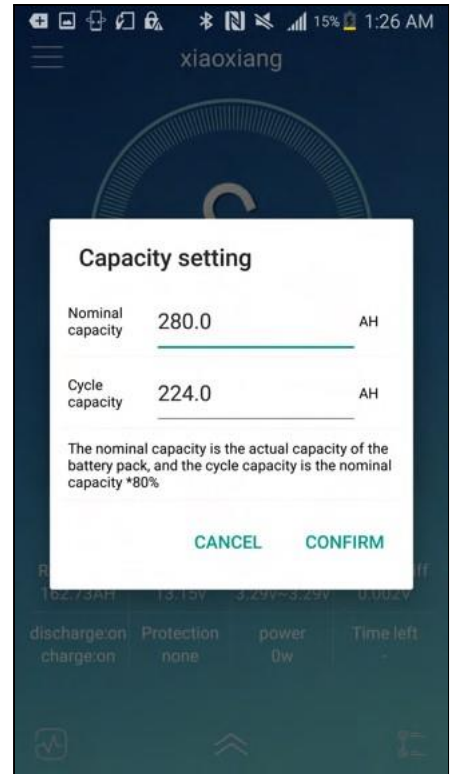 15% 1:26 AM
xiaoxiang
Capacity setting
Nominal
capacity
280.0
AH
Cycle
capacity
224.0
AH
The nominal capacity is the actual capacity of the
battery pack, and the cycle capacity is the nominal
capacity *80%
CANCEL CONFIRM
162.73AH 13.15v 3.29v~3.29v 0.002v
discharge:on Protection power Time left
charge:on none 0w -